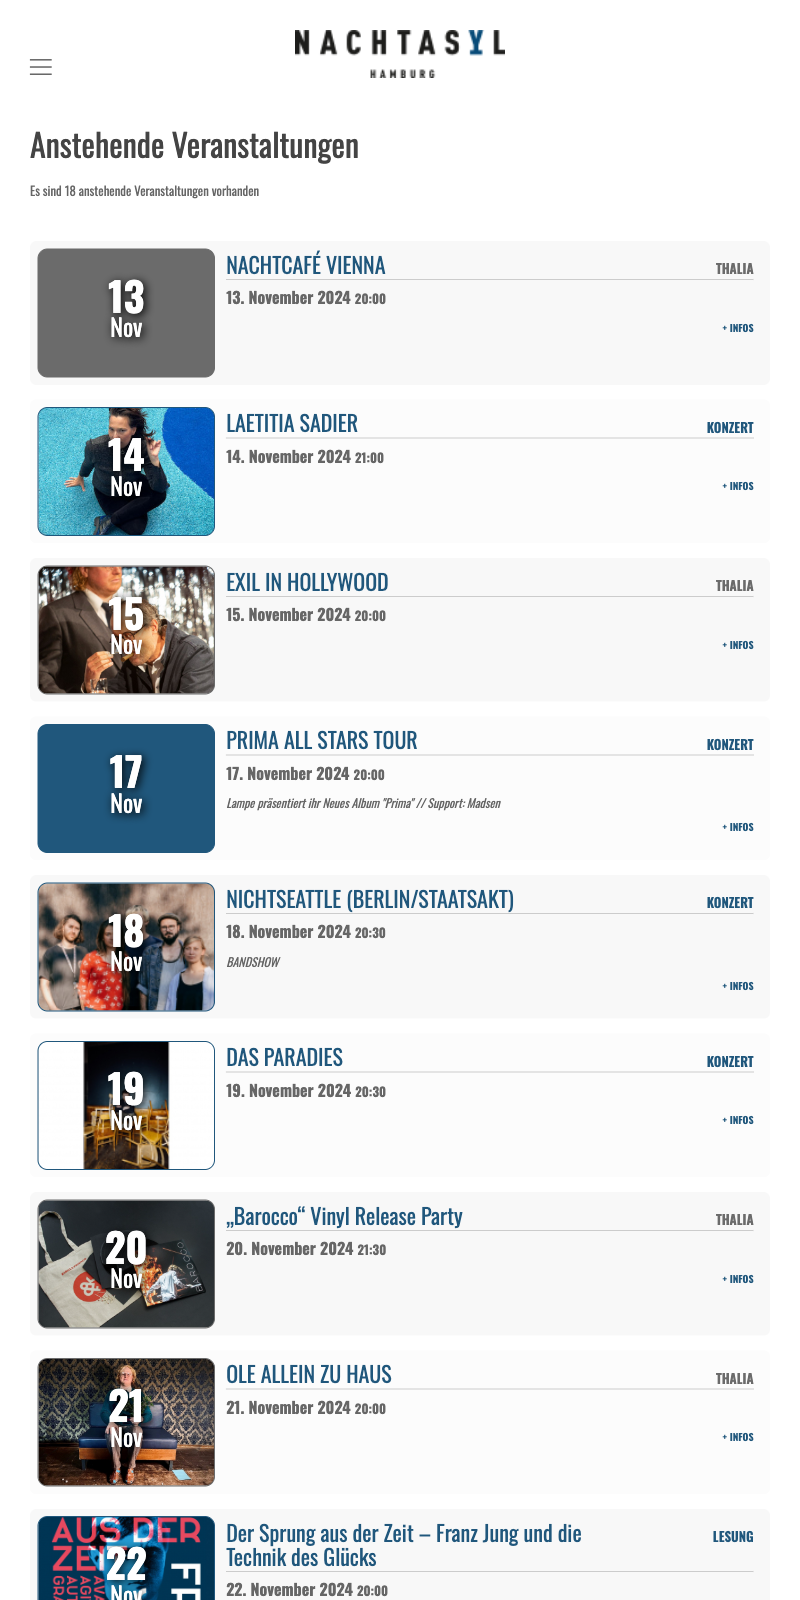 NACHTASYL
HAMBURG
Anstehende Veranstaltungen
Es sind 18 anstehende Veranstaltungen vorhanden
13
Nov
NACHTCAFÉ VIENNA
THALIA
13. November 2024 20:00
+ INFOS
14
Nov
LAETITIA SADIER
KONZERT
14. November 2024 21:00
+ INFOS
15
Nov
EXIL IN HOLLYWOOD
THALIA
15. November 2024 20:00
+ INFOS
17
Nov
PRIMA ALL STARS TOUR
KONZERT
17. November 2024 20:00
Lampe präsentiert ihr Neues Album "Prima" // Support: Madsen
+ INFOS
18
Nov
NICHTSEATTLE (BERLIN/STAATSAKT)
KONZERT
18. November 2024 20:30
BANDSHOW
+ INFOS
19
Nov
DAS PARADIES
KONZERT
19. November 2024 20:30
+ INFOS
20
Nov
BAROCCO
„Barocco“ Vinyl Release Party
THALIA
20. November 2024 21:30
+ INFOS
21
Nov
OLE ALLEIN ZU HAUS
THALIA
21. November 2024 20:00
+ INFOS
AUS DER
22
Nov
Der Sprung aus der Zeit – Franz Jung und die
Technik des Glücks
LESUNG
22. November 2024 20:00